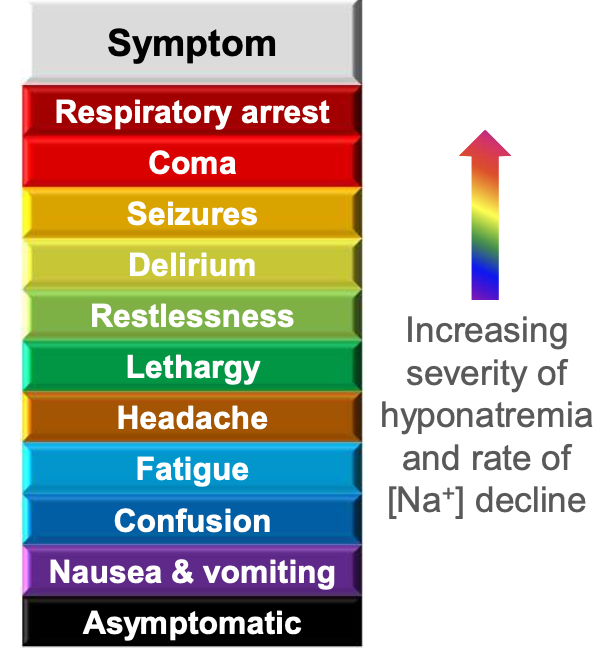 Symptom
Respiratory arrest
Coma
Seizures
Delirium
Restlessness
Lethargy
Headache
Fatigue
Confusion
Nausea & vomiting
Asymptomatic
Increasing
severity of
hyponatremia
and rate of
[Na⁺] decline